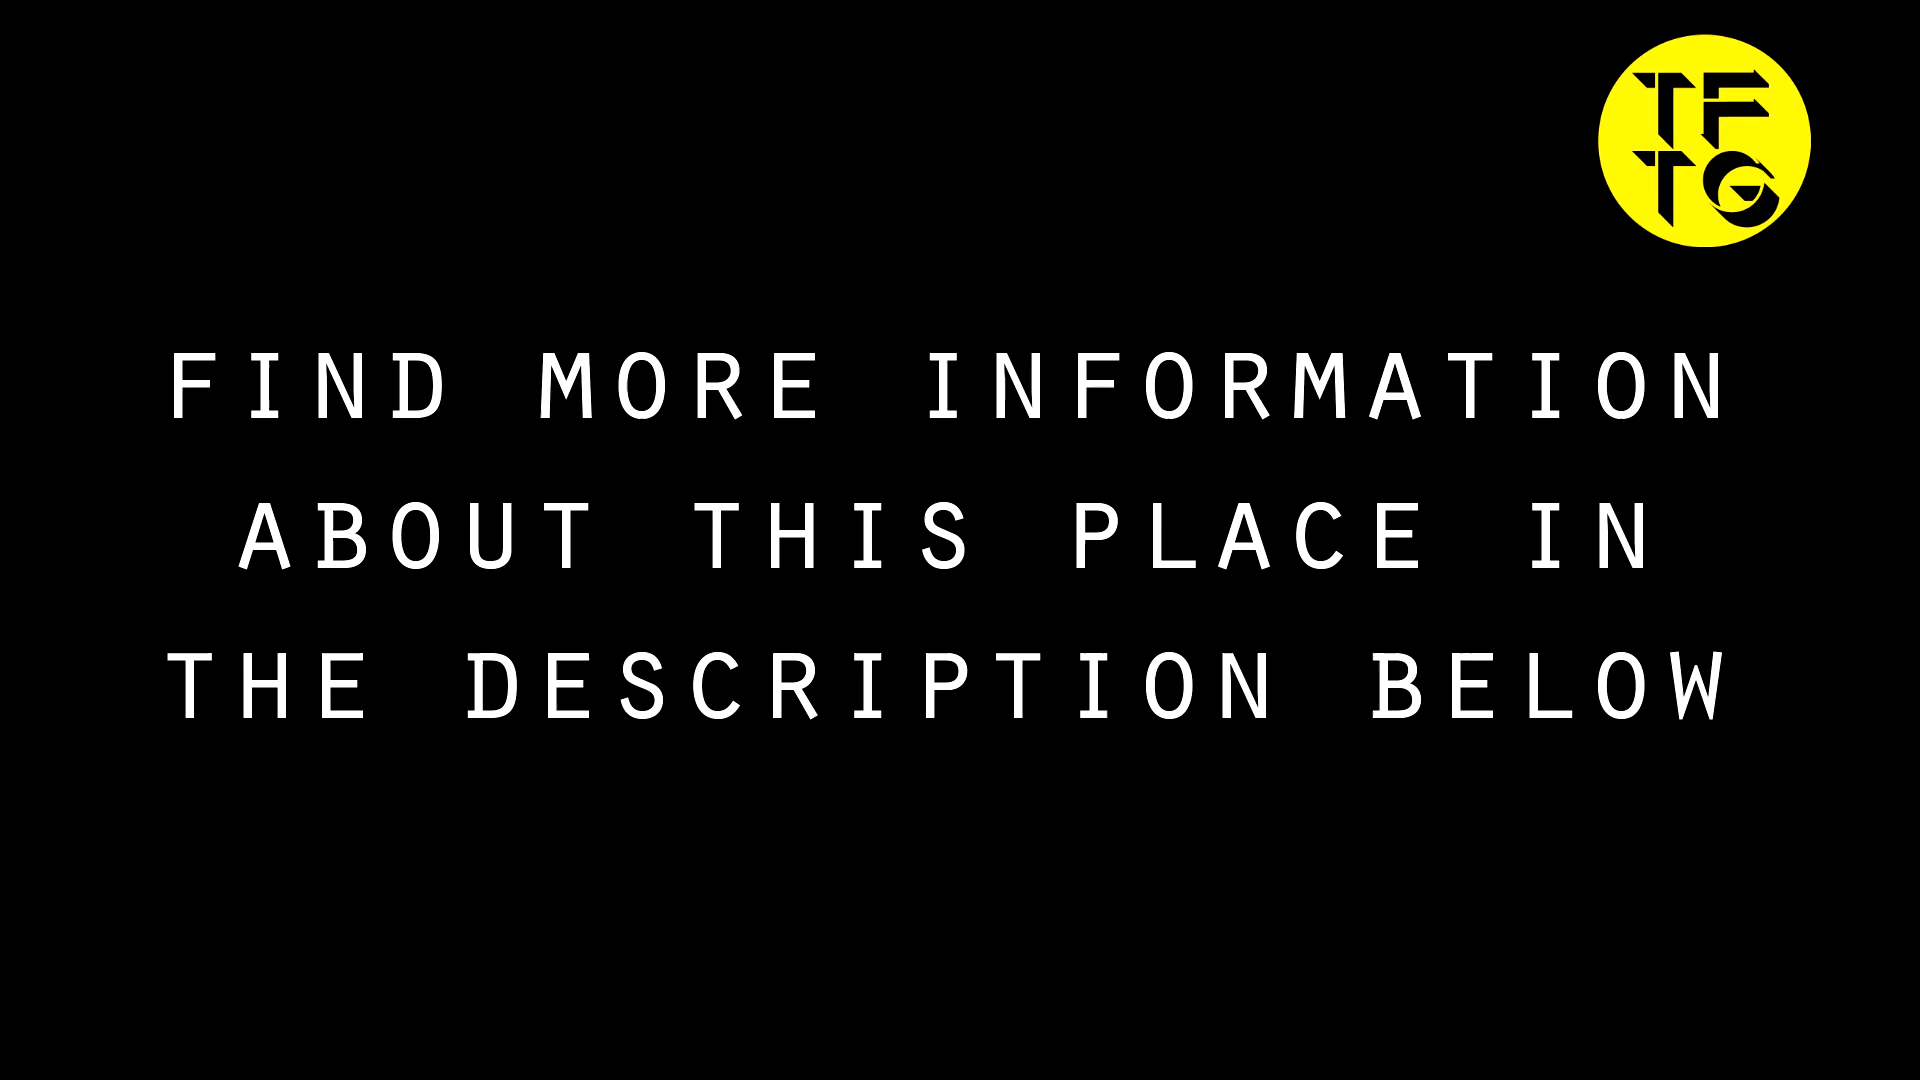 TF
TG
FIND MORE INFORMATION
ABOUT THIS PLACE IN
THE DESCRIPTION BELOW